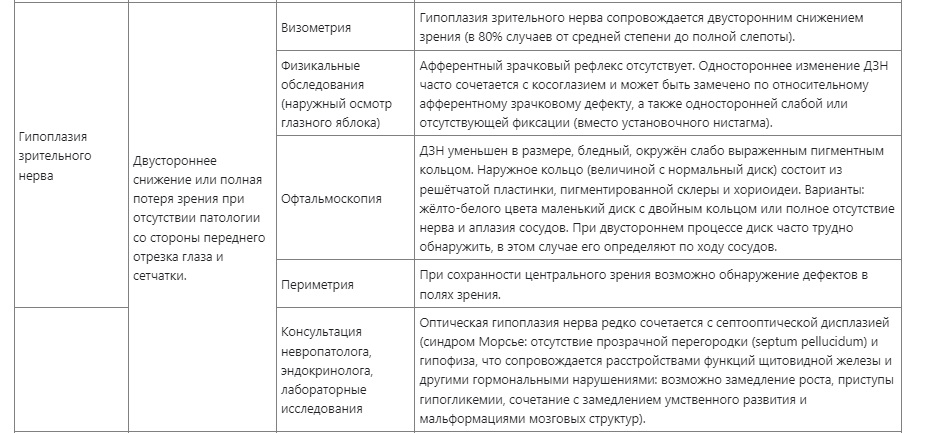 Гипоплазия
зрительного
нерва
Двустороннее
снижение или полная
потеря зрения при
отсутствии патологии
со стороны переднего
отрезка глаза и
сетчатки.
Визометрия
Гипоплазия зрительного нерва сопровождается двусторонним снижением
зрения (в 80% случаев от средней степени до полной слепоты).
Физикальные
обследования
(наружный осмотр
глазного яблока)
Афферентный зрачковый рефлекс отсутствует. Одностороннее изменение ДЗН
часто сочетается с косоглазием и может быть замечено по относительному
афферентному зрачковому дефекту, а также односторонней слабой или
отсутствующей фиксации (вместо установочного нистагма).
Офтальмоскопия
ДЗН уменьшен в размере, бледный, окружён слабо выраженным пигментным
кольцом. Наружное кольцо (величиной с нормальный диск) состоит из
решётчатой пластинки, пигментированной склеры и хориоидеи. Варианты:
жёлто-белого цвета маленький диск с двойным кольцом или полное отсутствие
нерва и аплазия сосудов. При двустороннем процессе диск часто трудно
обнаружить, в этом случае его определяют по ходу сосудов.
Периметрия
При сохранности центрального зрения возможно обнаружение дефектов в
полях зрения.
Консультация
невропатолога,
эндокринолога,
лабораторные
исследования
Оптическая гипоплазия нерва редко сочетается с септооптической дисплазией
(синдром Морсье: отсутствие прозрачной перегородки (septum pellucidum) и
гипофиза, что сопровождается расстройствами функций щитовидной железы и
другими гормональными нарушениями: возможно замедление роста, приступы
гипогликемии, сочетание с замедлением умственного развития и
мальформациями мозговых структур).